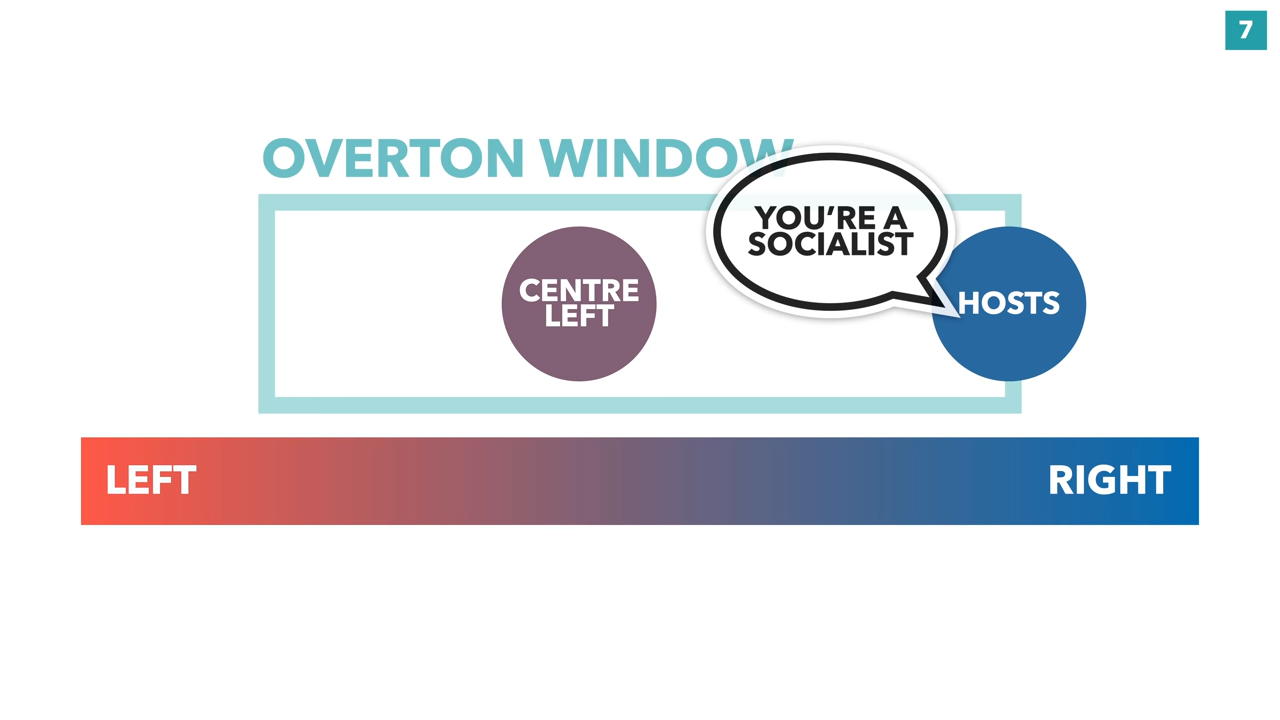 7
OVERTON WINDOW
YOU'RE A
SOCIALIST
CENTRE
LEFT
HOSTS
LEFT
RIGHT